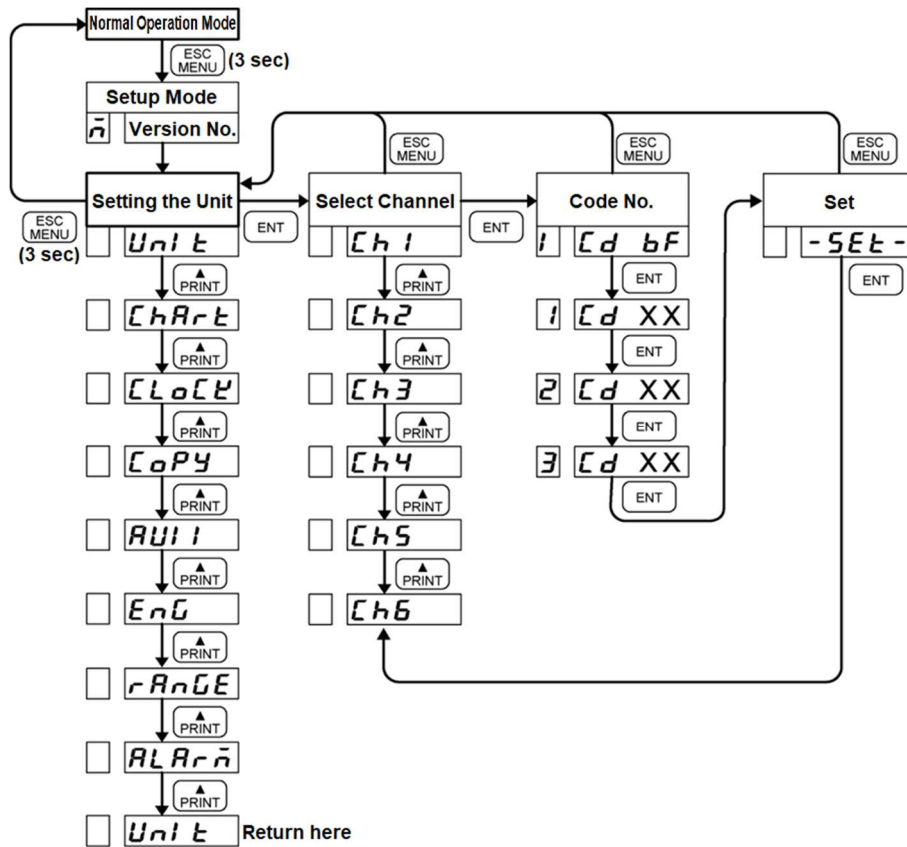 Normal Operation Mode
ESC MENU (3 sec)
Setup Mode
Version No.
ESC MENU
ESC MENU
ESC MENU
Setting the Unit
Select Channel
Code No.
Set
ESC MENU (3 sec)
ENT
ENT
UnI t
Ch1
1 Cd bF
-SEt-
PRINT
PRINT
ENT
ENT
ChArt
Ch2
1 Cd XX
PRINT
PRINT
ENT
CLoCK
Ch3
2 Cd XX
PRINT
PRINT
ENT
CoPY
Ch4
3 Cd XX
PRINT
PRINT
ENT
AUI I
Ch5
PRINT
PRINT
EnG
Ch6
PRINT
rAnGE
PRINT
ALArm
PRINT
UnI t Return here